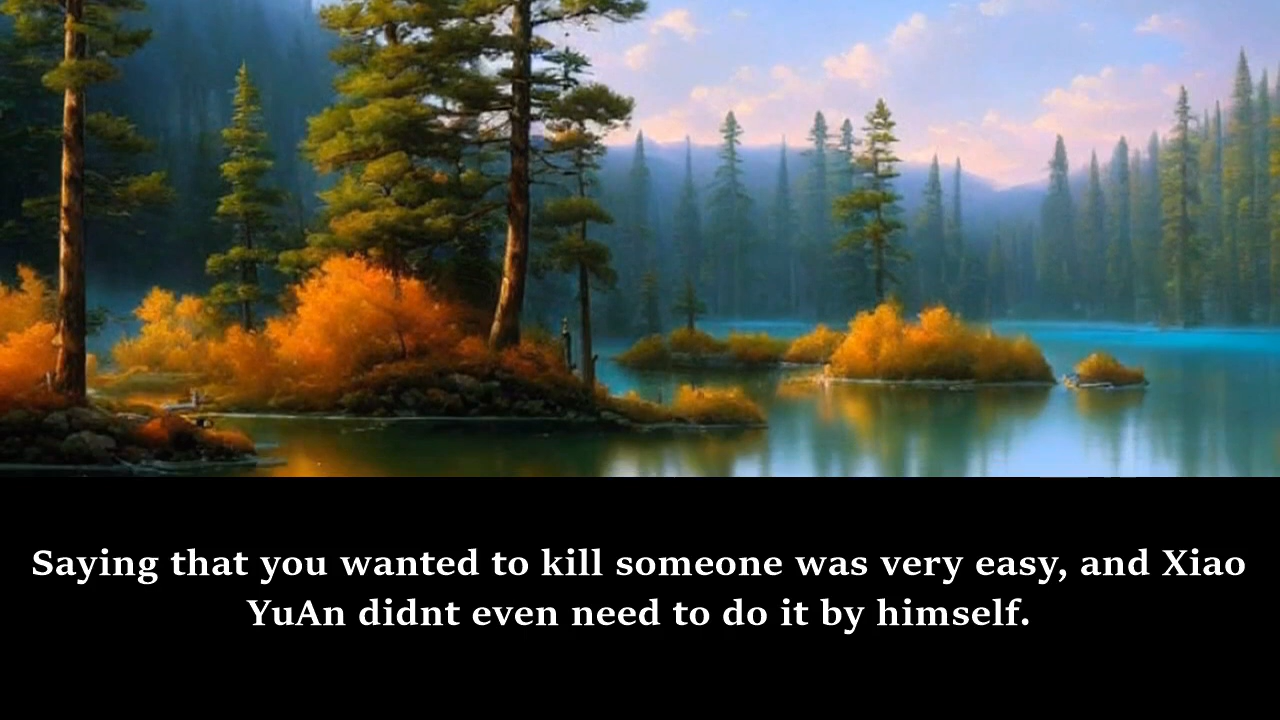 Saying that you wanted to kill someone was very easy, and Xiao
YuAn didnt even need to do it by himself.